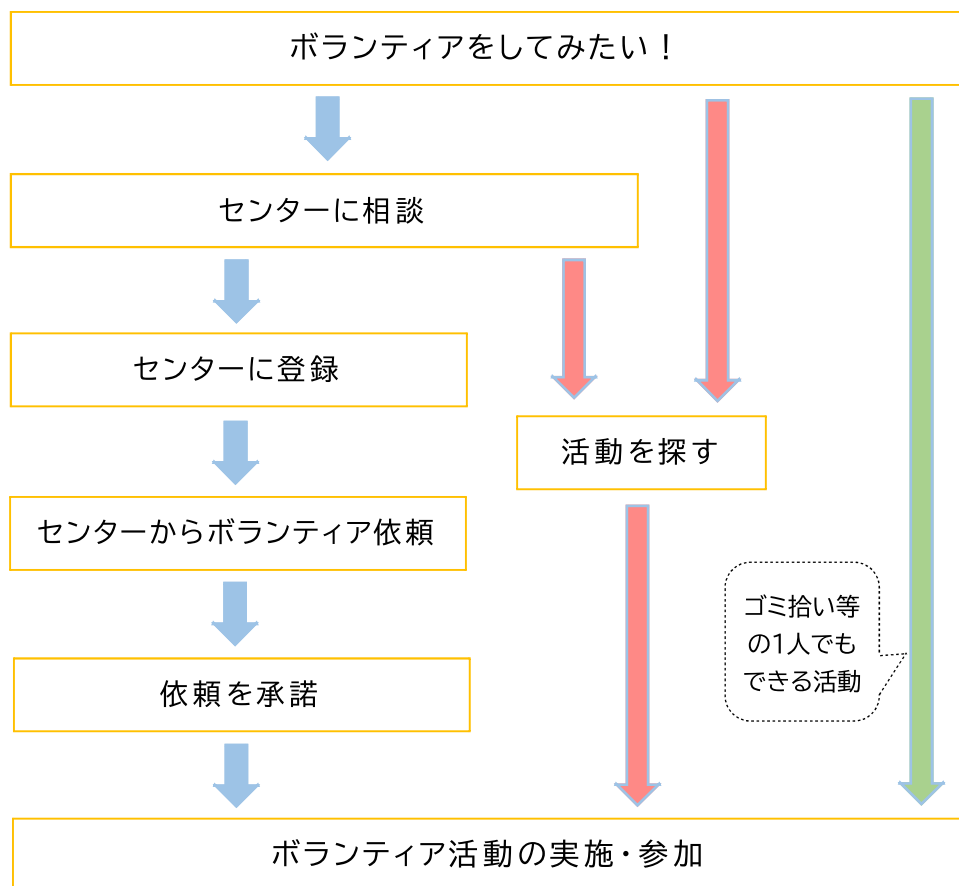 ボランティアをしてみたい！
センターに相談
センターに登録
活動を探す
センターからボランティア依頼
ゴミ拾い等
の1人でも
できる活動
依頼を承諾
ボランティア活動の実施・参加